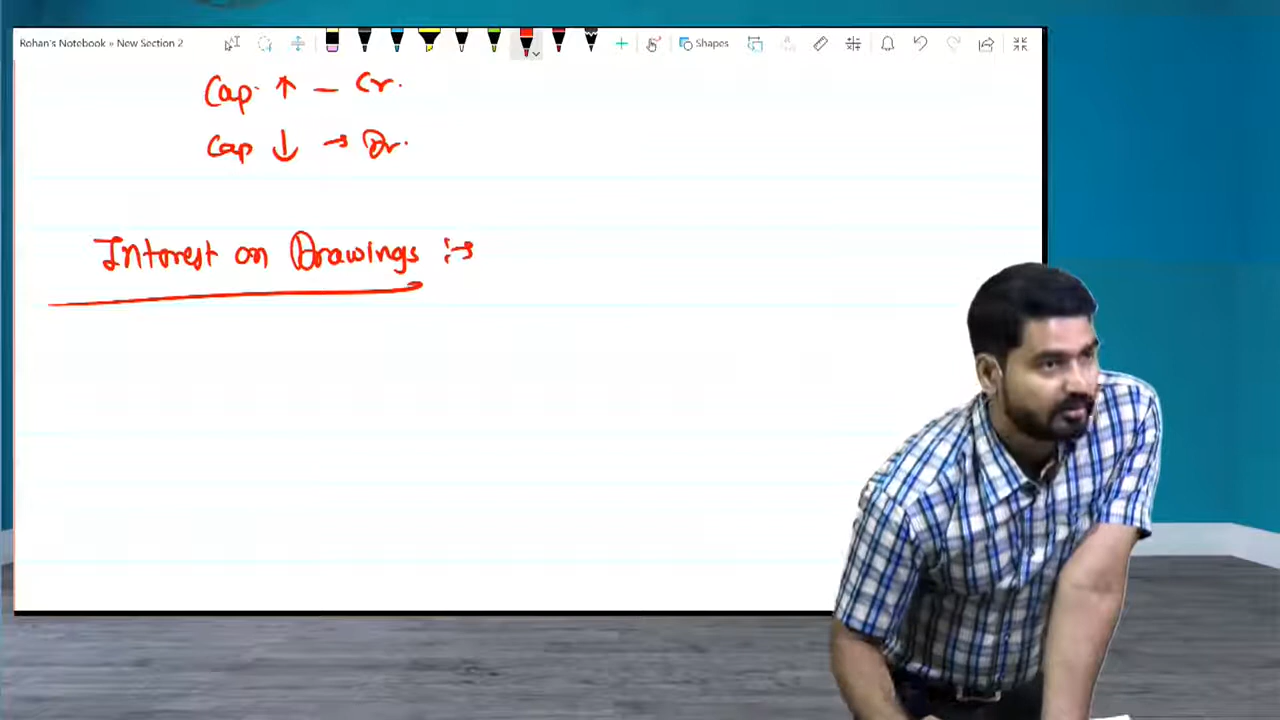 Rohan's Notebook » New Section 2
Shapes
Cap. ↑ — Cr.
Cap ↓ → Dr.
Interest on Drawings :→